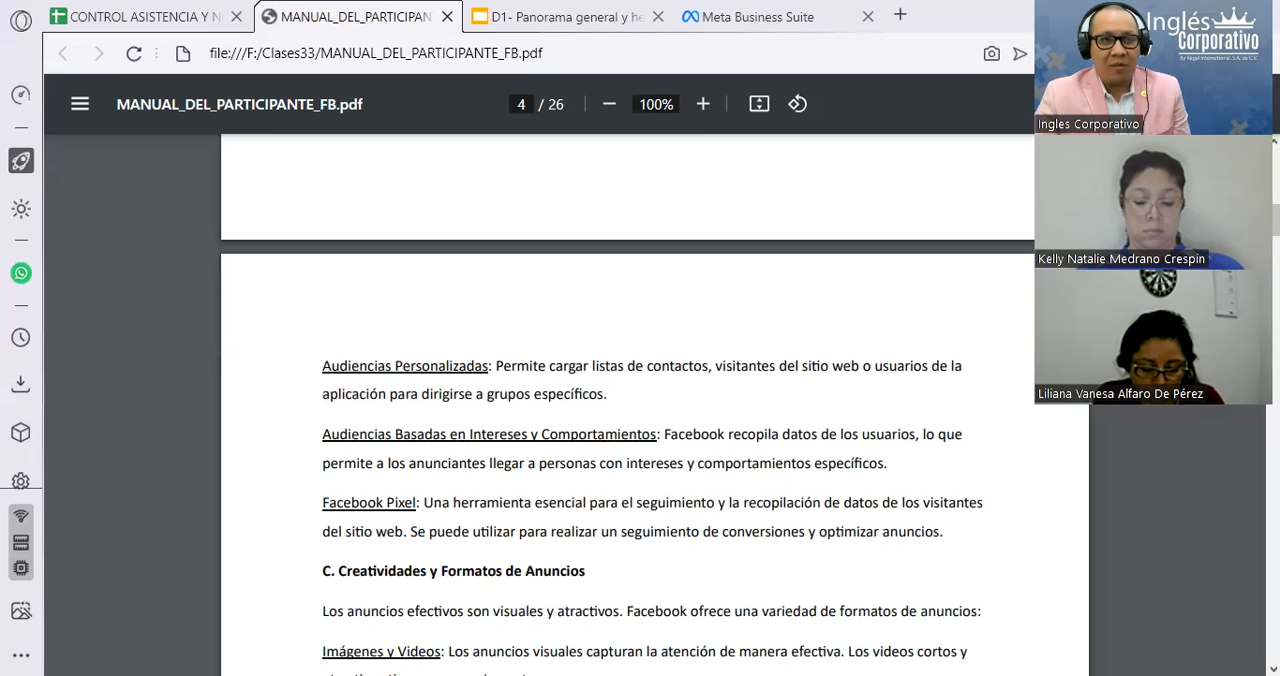 CONTROL ASISTENCIA Y N
MANUAL_DEL_PARTICIPAN
D1- Panorama general y he
Meta Business Suite
file:///F:/Clases33/MANUAL_DEL_PARTICIPANTE_FB.pdf
MANUAL_DEL_PARTICIPANTE_FB.pdf
4 / 26
100%
Inglés
Corporativo
By Regal International, S.A. de C.V.
Ingles Corporativo
Kelly Natalie Medrano Crespin
Liliana Vanesa Alfaro De Pérez
Audiencias Personalizadas: Permite cargar listas de contactos, visitantes del sitio web o usuarios de la
aplicación para dirigirse a grupos específicos.
Audiencias Basadas en Intereses y Comportamientos: Facebook recopila datos de los usuarios, lo que
permite a los anunciantes llegar a personas con intereses y comportamientos específicos.
Facebook Pixel: Una herramienta esencial para el seguimiento y la recopilación de datos de los visitantes
del sitio web. Se puede utilizar para realizar un seguimiento de conversiones y optimizar anuncios.
C. Creatividades y Formatos de Anuncios
Los anuncios efectivos son visuales y atractivos. Facebook ofrece una variedad de formatos de anuncios:
Imágenes y Videos: Los anuncios visuales capturan la atención de manera efectiva. Los videos cortos y